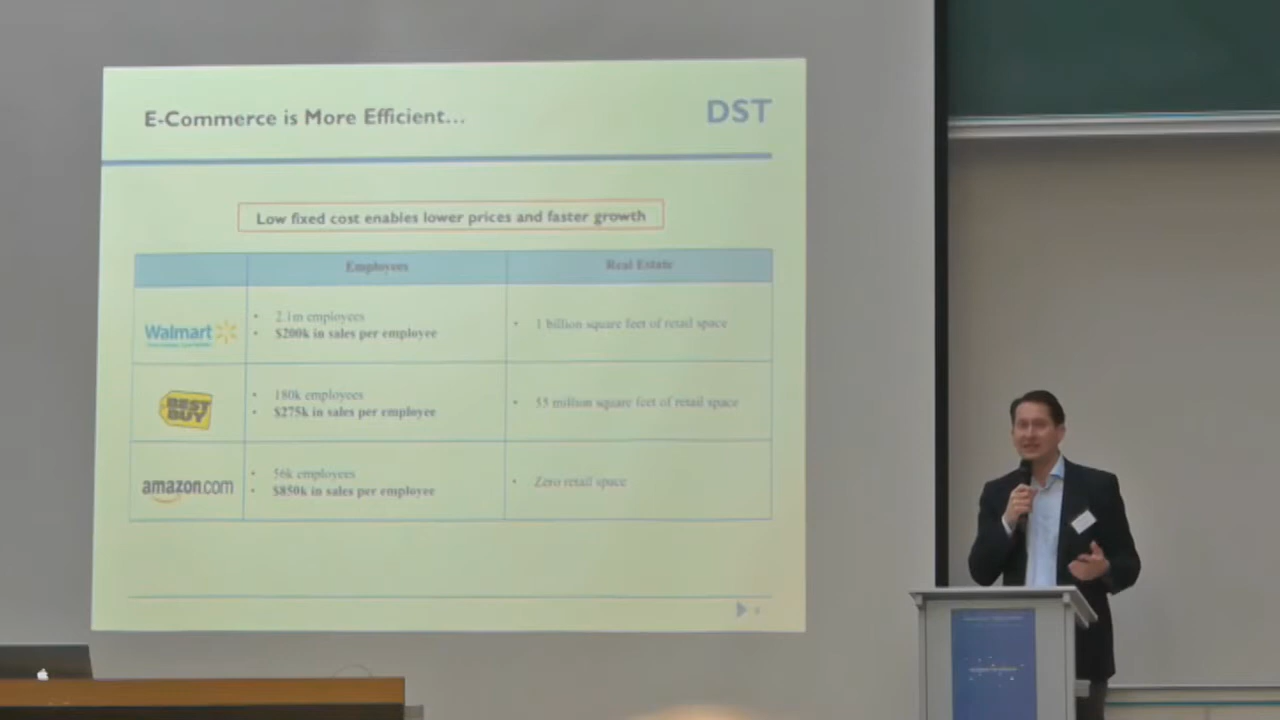 E-Commerce is More Efficient...
DST
Low fixed cost enables lower prices and faster growth
Employees
Real Estate
Walmart
• 2.1m employees
• $200k in sales per employee
• 1 billion square feet of retail space
BEST
BUY
• 180k employees
• $275k in sales per employee
• 55 million square feet of retail space
amazon.com
• 56k employees
• $850k in sales per employee
• Zero retail space